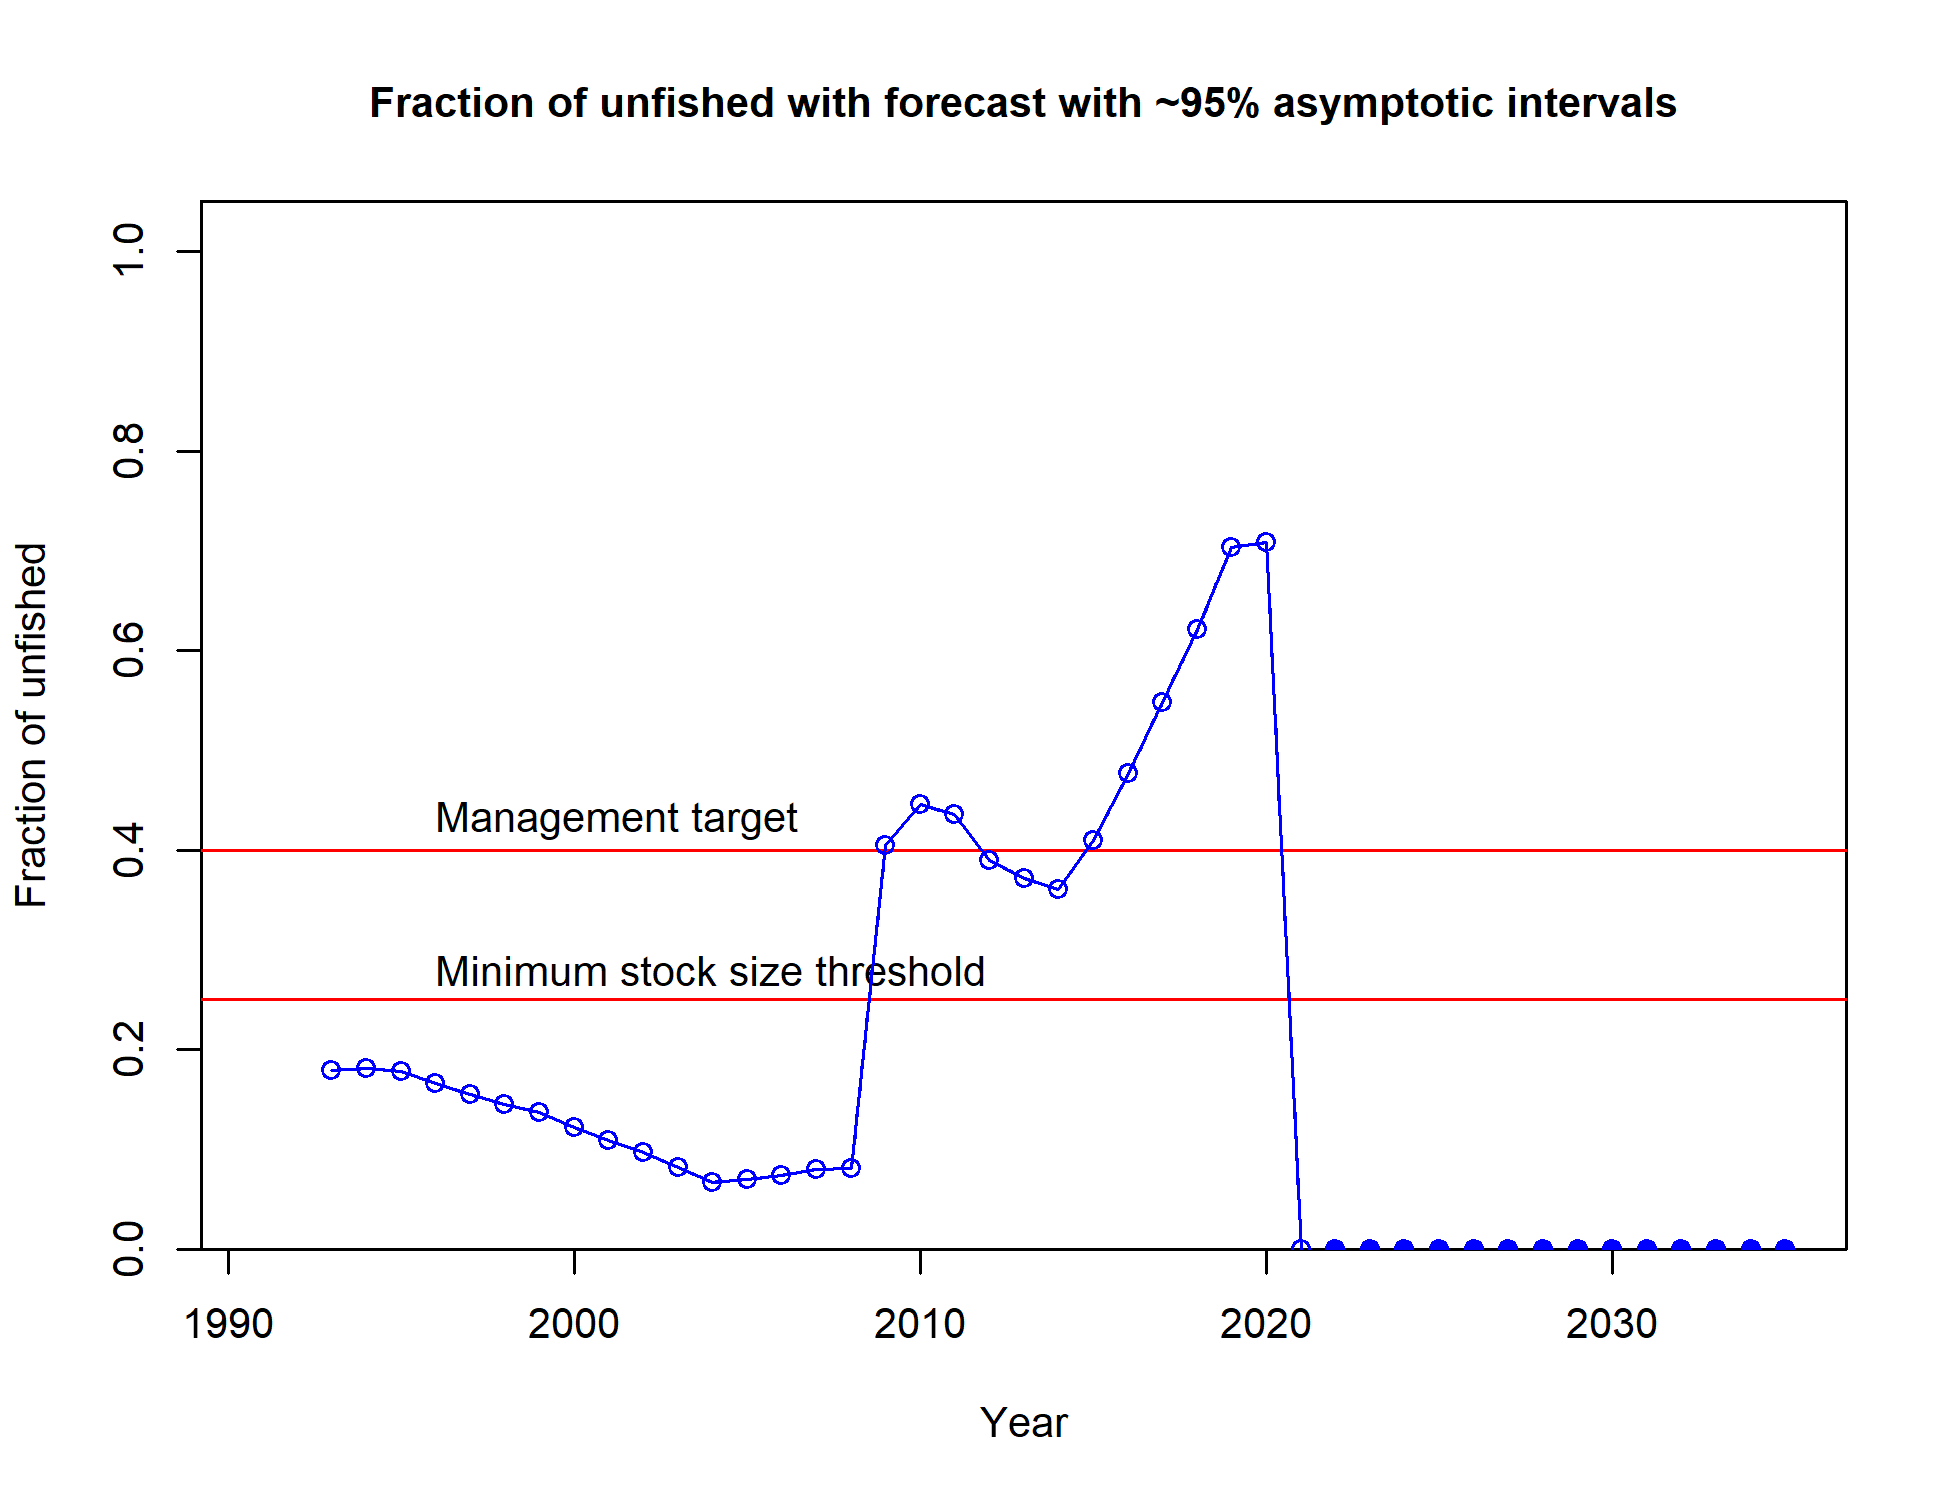 Fraction of unfished with forecast with ~95% asymptotic intervals
1.0
0.8
0.6
0.4
0.2
0.0
Fraction of unfished
Management target
Minimum stock size threshold
1990 2000 2010 2020 2030
Year